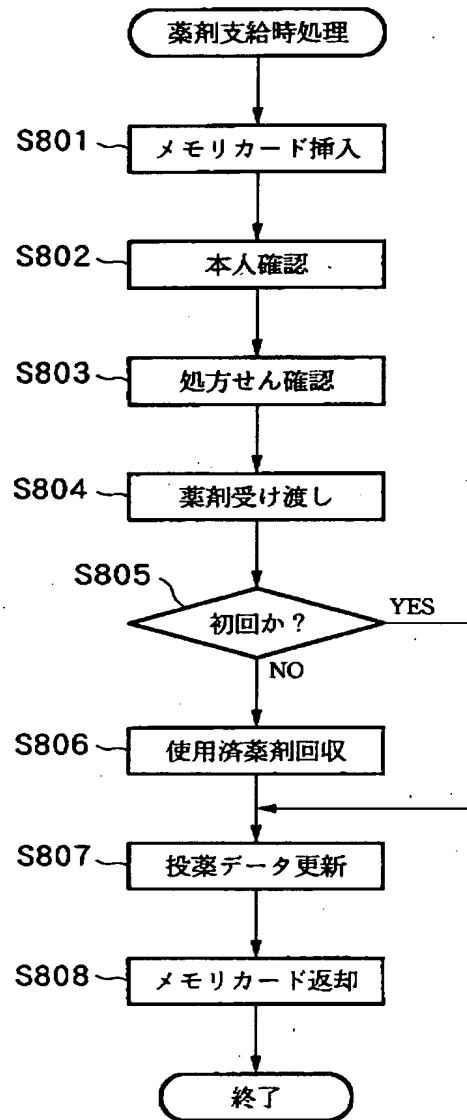 薬剤支給時処理
S801
メモリカード挿入
S802
本人確認
S803
処方せん確認
S804
薬剤受け渡し
S805
初回か？
YES
NO
S806
使用済薬剤回収
S807
投薬データ更新
S808
メモリカード返却
終了